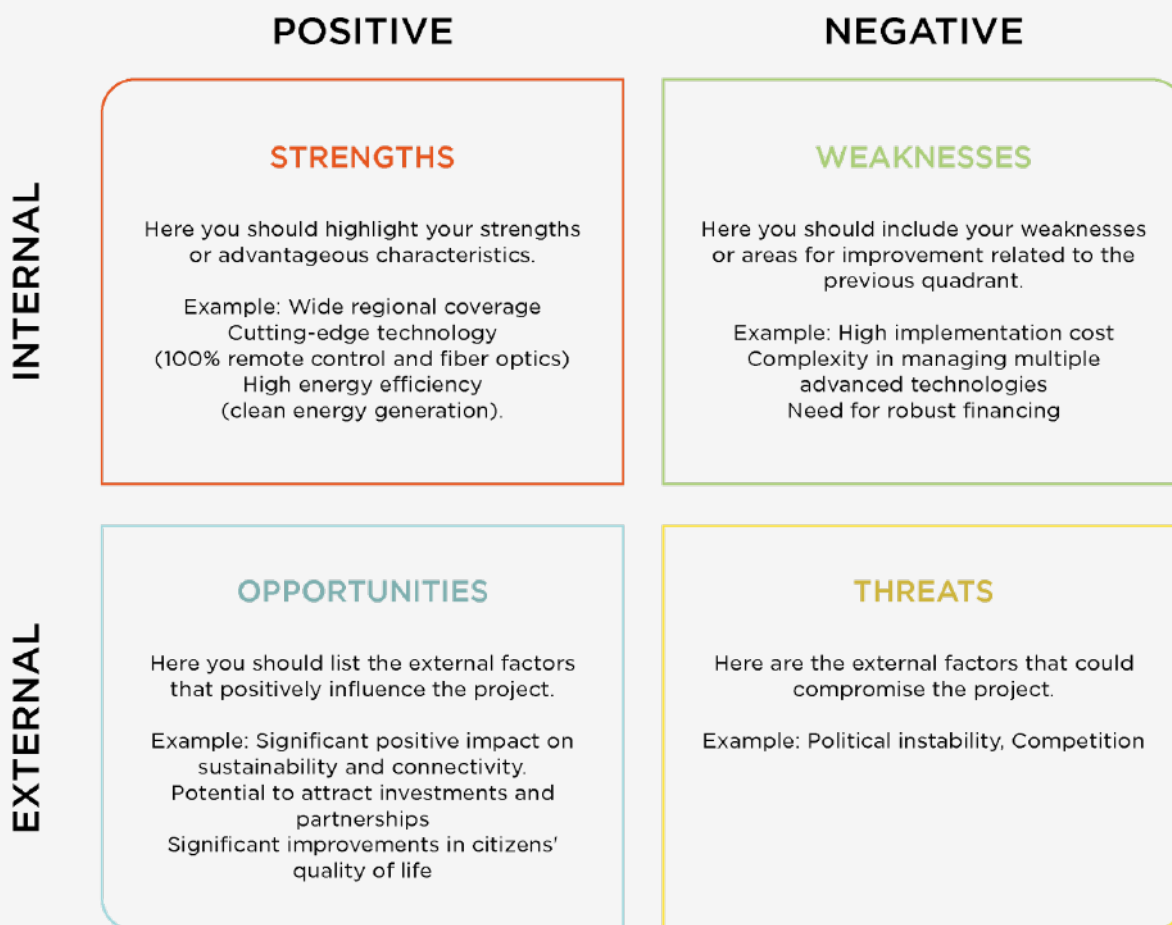 POSITIVE
NEGATIVE
INTERNAL
STRENGTHS
Here you should highlight your strengths
or advantageous characteristics.
Example: Wide regional coverage
Cutting-edge technology
(100% remote control and fiber optics)
High energy efficiency
(clean energy generation).
WEAKNESSES
Here you should include your weaknesses
or areas for improvement related to the
previous quadrant.
Example: High implementation cost
Complexity in managing multiple
advanced technologies
Need for robust financing
EXTERNAL
OPPORTUNITIES
Here you should list the external factors
that positively influence the project.
Example: Significant positive impact on
sustainability and connectivity.
Potential to attract investments and
partnerships
Significant improvements in citizens'
quality of life
THREATS
Here are the external factors that could
compromise the project.
Example: Political instability, Competition